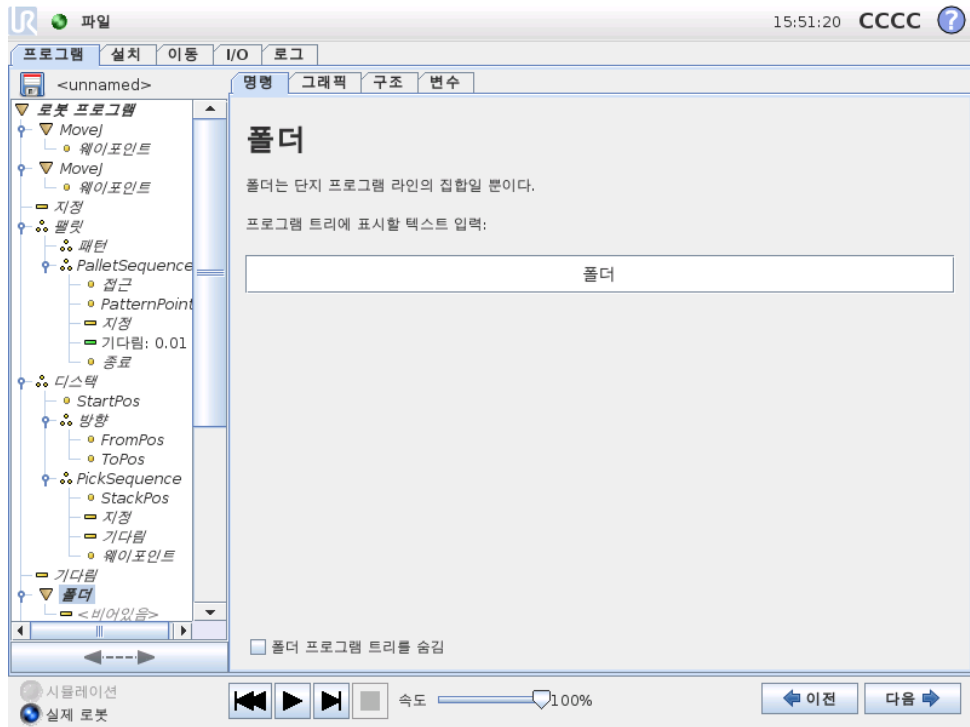 UR 파일 15:51:20 CCCC ?
프로그램 설치 이동 I/O 로그
<unnamed>
명령 그래픽 구조 변수
로봇 프로그램
MoveJ
웨이포인트
MoveJ
웨이포인트
지정
팰릿
패턴
PalletSequence
접근
PatternPoint
지정
기다림: 0.01
종료
디스택
StartPos
방향
FromPos
ToPos
PickSequence
StackPos
지정
기다림
웨이포인트
기다림
폴더
<비어있음>
폴더
폴더는 단지 프로그램 라인의 집합일 뿐이다.
프로그램 트리에 표시할 텍스트 입력:
폴더
폴더 프로그램 트리를 숨김
시뮬레이션
실제 로봇
속도 100%
이전 다음